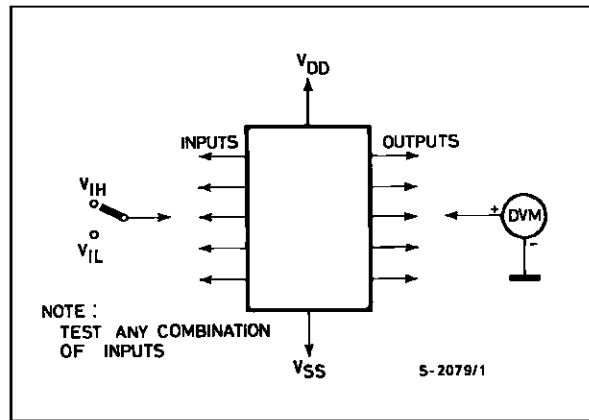 VDD
INPUTS
OUTPUTS
VIH
VIL
+
DVM
-
NOTE :
TEST ANY COMBINATION
OF INPUTS
VSS
S-2079/1